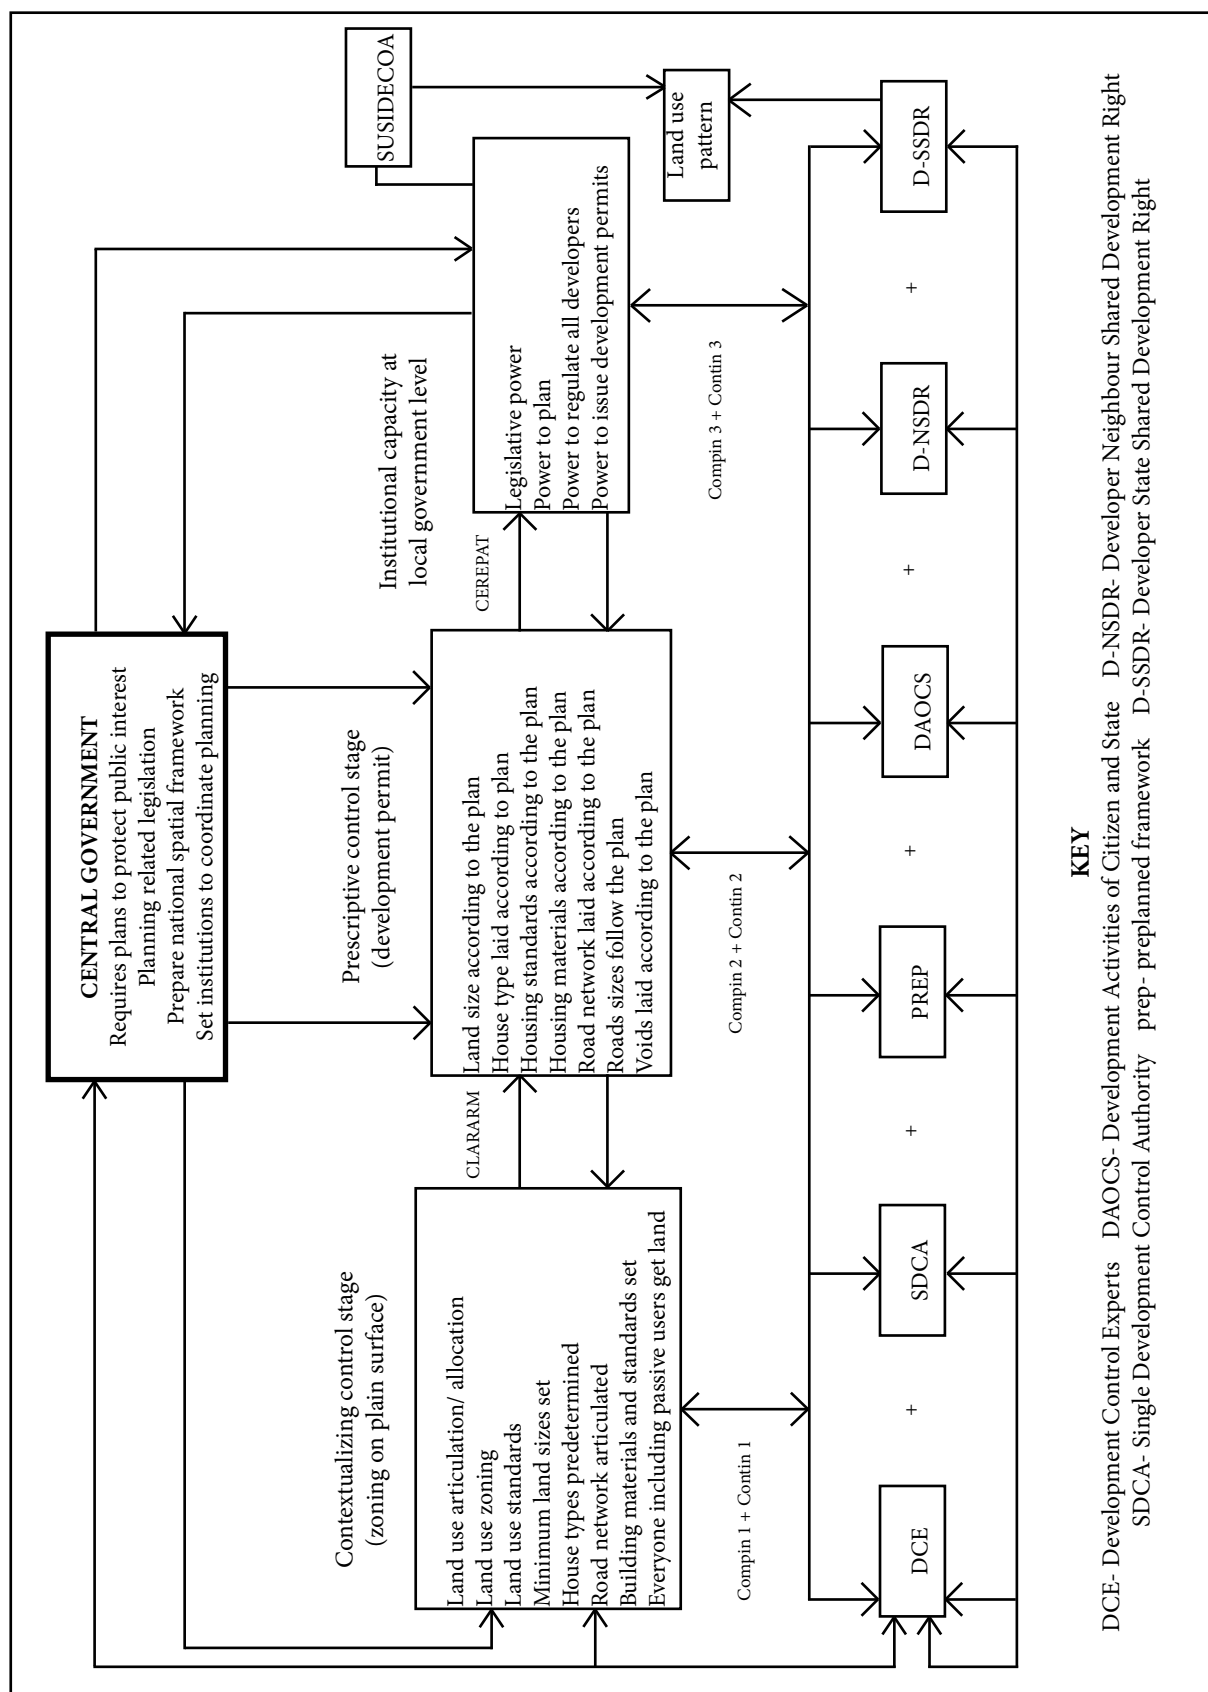 CENTRAL GOVERNMENT
Requires plans to protect public interest
Planning related legislation
Prepare national spatial framework
Set institutions to coordinate planning
Contextualizing control stage
(zoning on plain surface)
Prescriptive control stage
(development permit)
Institutional capacity at
local government level
SUSIDECOA
Land use articulation/ allocation
Land use zoning
Land use standards
Minimum land sizes set
House types predetermined
Road network articulated
Building materials and standards set
Everyone including passive users get land
CLARARM
Land size according to the plan
House type laid according to plan
Housing standards according to the plan
Housing materials according to the plan
Road network laid according to the plan
Roads sizes follow the plan
Voids laid according to the plan
CEREPAT
Legislative power
Power to plan
Power to regulate all developers
Power to issue development permits
Land use
pattern
Compin 1 + Contin 1
Compin 2 + Contin 2
Compin 3 + Contin 3
DCE
+
SDCA
+
PREP
+
DAOCS
+
D-NSDR
+
D-SSDR
KEY
DCE- Development Control Experts DAOCS- Development Activities of Citizen and State D-NSDR- Developer Neighbour Shared Development Right
SDCA- Single Development Control Authority prep- preplanned framework D-SSDR- Developer State Shared Development Right